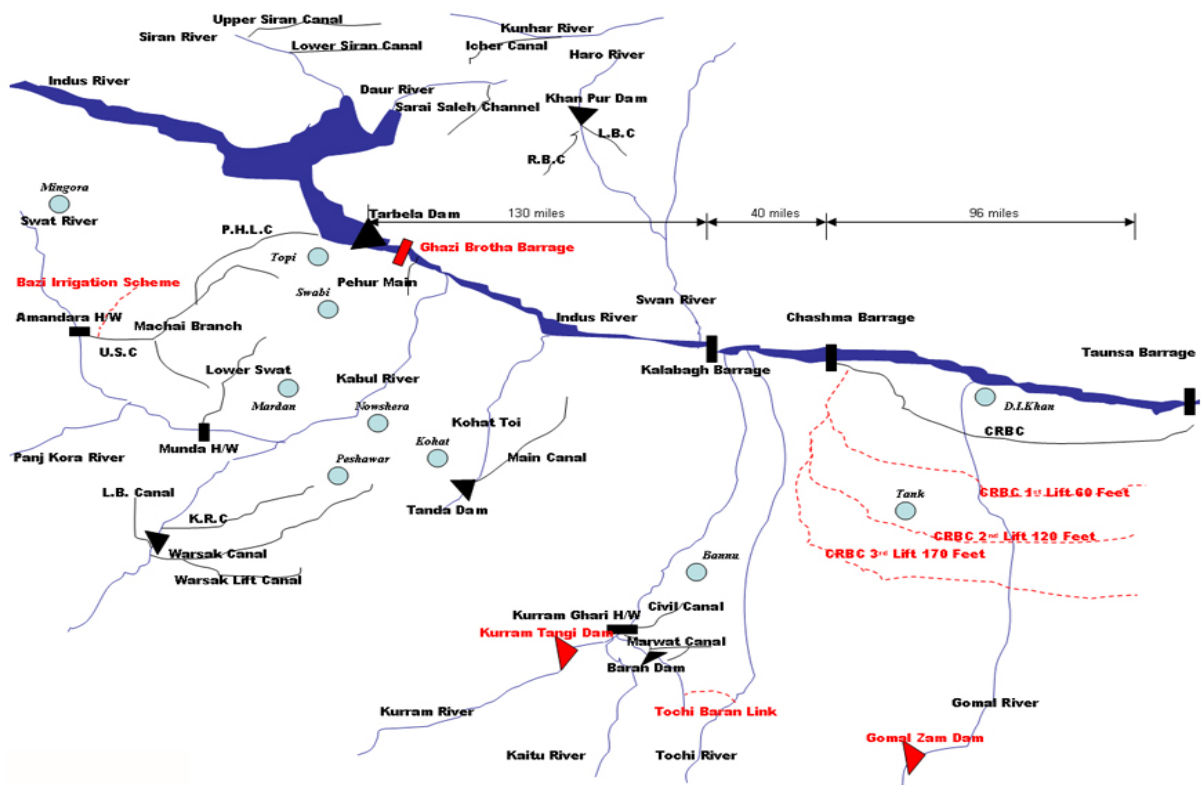 Upper Siran Canal
Kunhar River
Siran River
Lower Siran Canal
Icher Canal
Haro River
Indus River
Daur River
Sarai Saleh Channel
Khan Pur Dam
L.B.C
R.B.C
Mingora
Swat River
Tarbela Dam
130 miles
40 miles
96 miles
P.H.L.C
Ghazi Brotha Barrage
Topi
Pehur Main
Bazi Irrigation Scheme
Swabi
Swan River
Amandara H/W
Machai Branch
Indus River
Chashma Barrage
U.S.C
Taunsa Barrage
Lower Swat
Kabul River
Kalabagh Barrage
Mardan
Nowshera
D.I.Khan
Kohat Toi
CRBC
Munda H/W
Kohat
Panj Kora River
Peshawar
Main Canal
L.B. Canal
CRBC 1st Lift 60 Feet
Tank
K.R.C
Tanda Dam
CRBC 2nd Lift 120 Feet
Warsak Canal
CRBC 3rd Lift 170 Feet
Bannu
Warsak Lift Canal
Civil Canal
Kurram Ghari H/W
Kurram Tangi Dam
Marwat Canal
Baran Dam
Gomal River
Kurram River
Tochi Baran Link
Gomal Zam Dam
Kaitu River
Tochi River